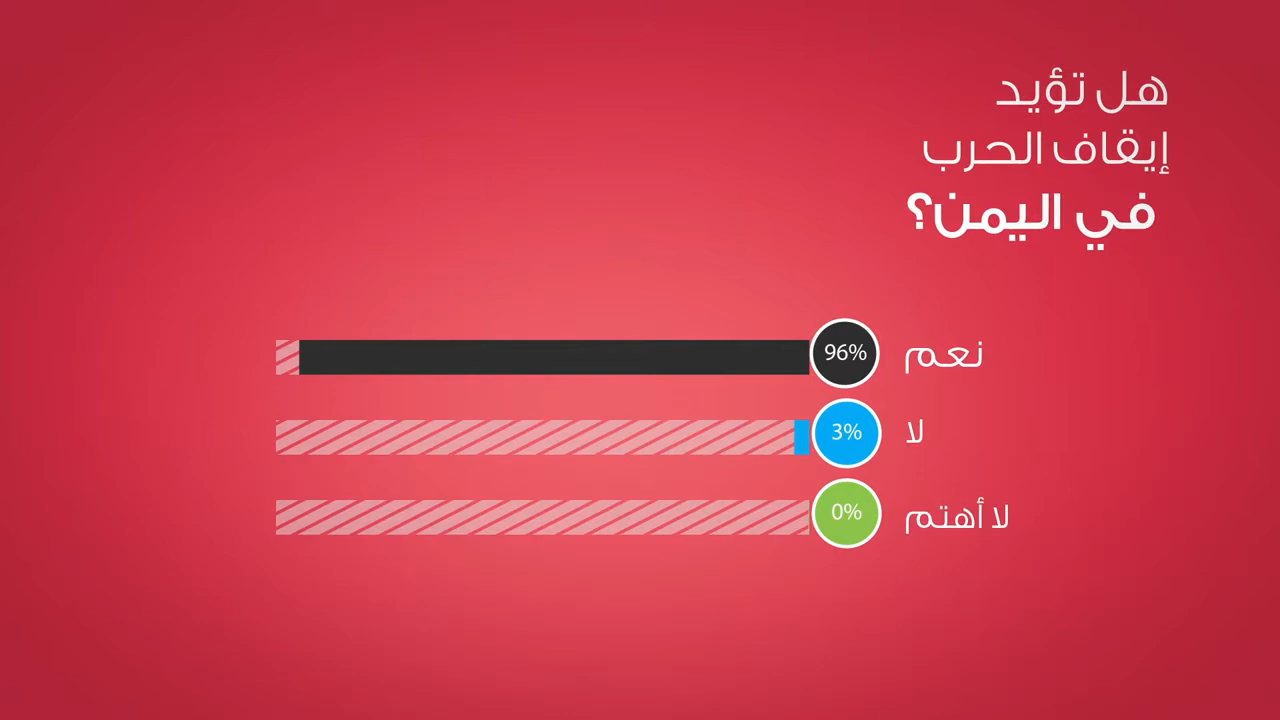 هل تؤيد
إيقاف الحرب
في اليمن؟
نعم 96%
لا 3%
لا أهتم 0%